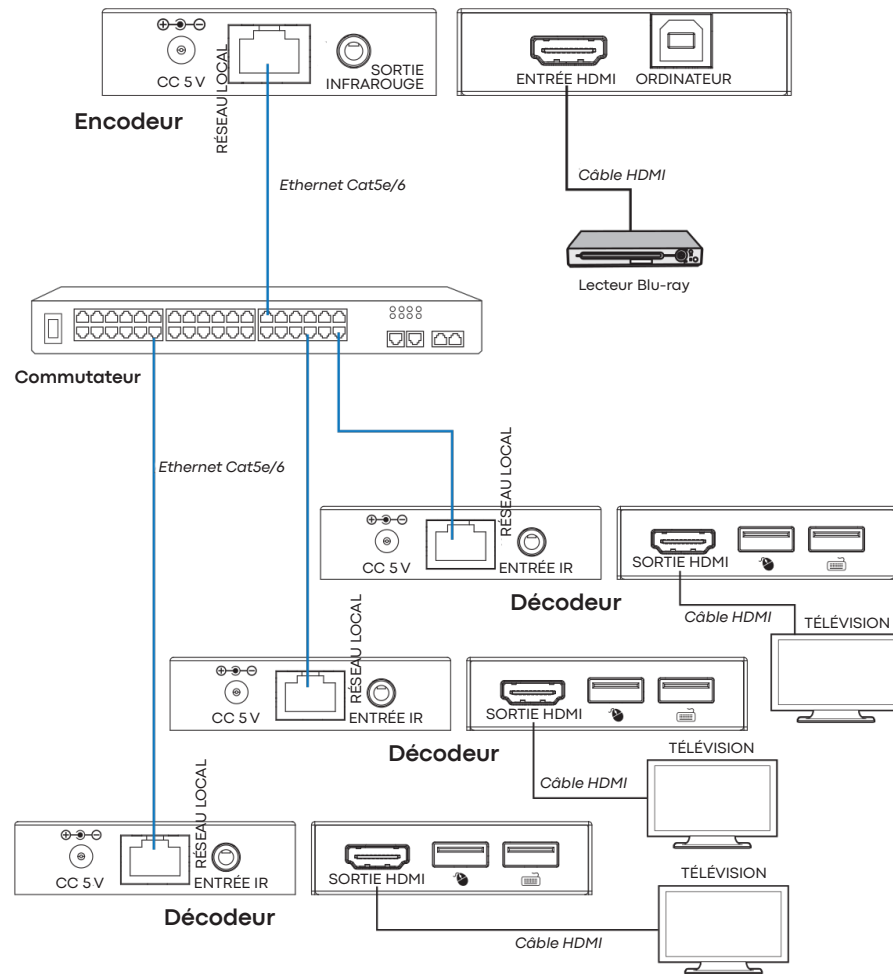 CC 5 V
RÉSEAU LOCAL
SORTIE
INFRAROUGE
ENTRÉE HDMI
ORDINATEUR
Encodeur
Ethernet Cat5e/6
Câble HDMI
Lecteur Blu-ray
Commutateur
Ethernet Cat5e/6
RÉSEAU LOCAL
CC 5 V
ENTRÉE IR
SORTIE HDMI
Décodeur
Câble HDMI
TÉLÉVISION
RÉSEAU LOCAL
CC 5 V
ENTRÉE IR
SORTIE HDMI
Décodeur
TÉLÉVISION
Câble HDMI
RÉSEAU LOCAL
CC 5 V
ENTRÉE IR
SORTIE HDMI
TÉLÉVISION
Décodeur
Câble HDMI